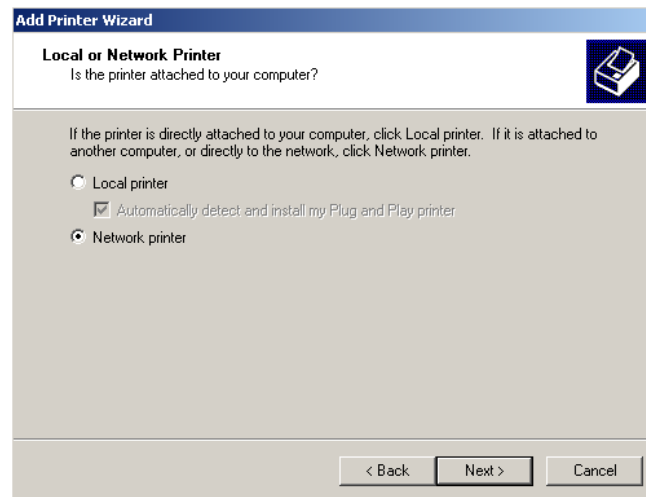 Add Printer Wizard
Local or Network Printer
Is the printer attached to your computer?
If the printer is directly attached to your computer, click Local printer. If it is attached to
another computer, or directly to the network, click Network printer.
Local printer
Automatically detect and install my Plug and Play printer
Network printer
< Back Next > Cancel